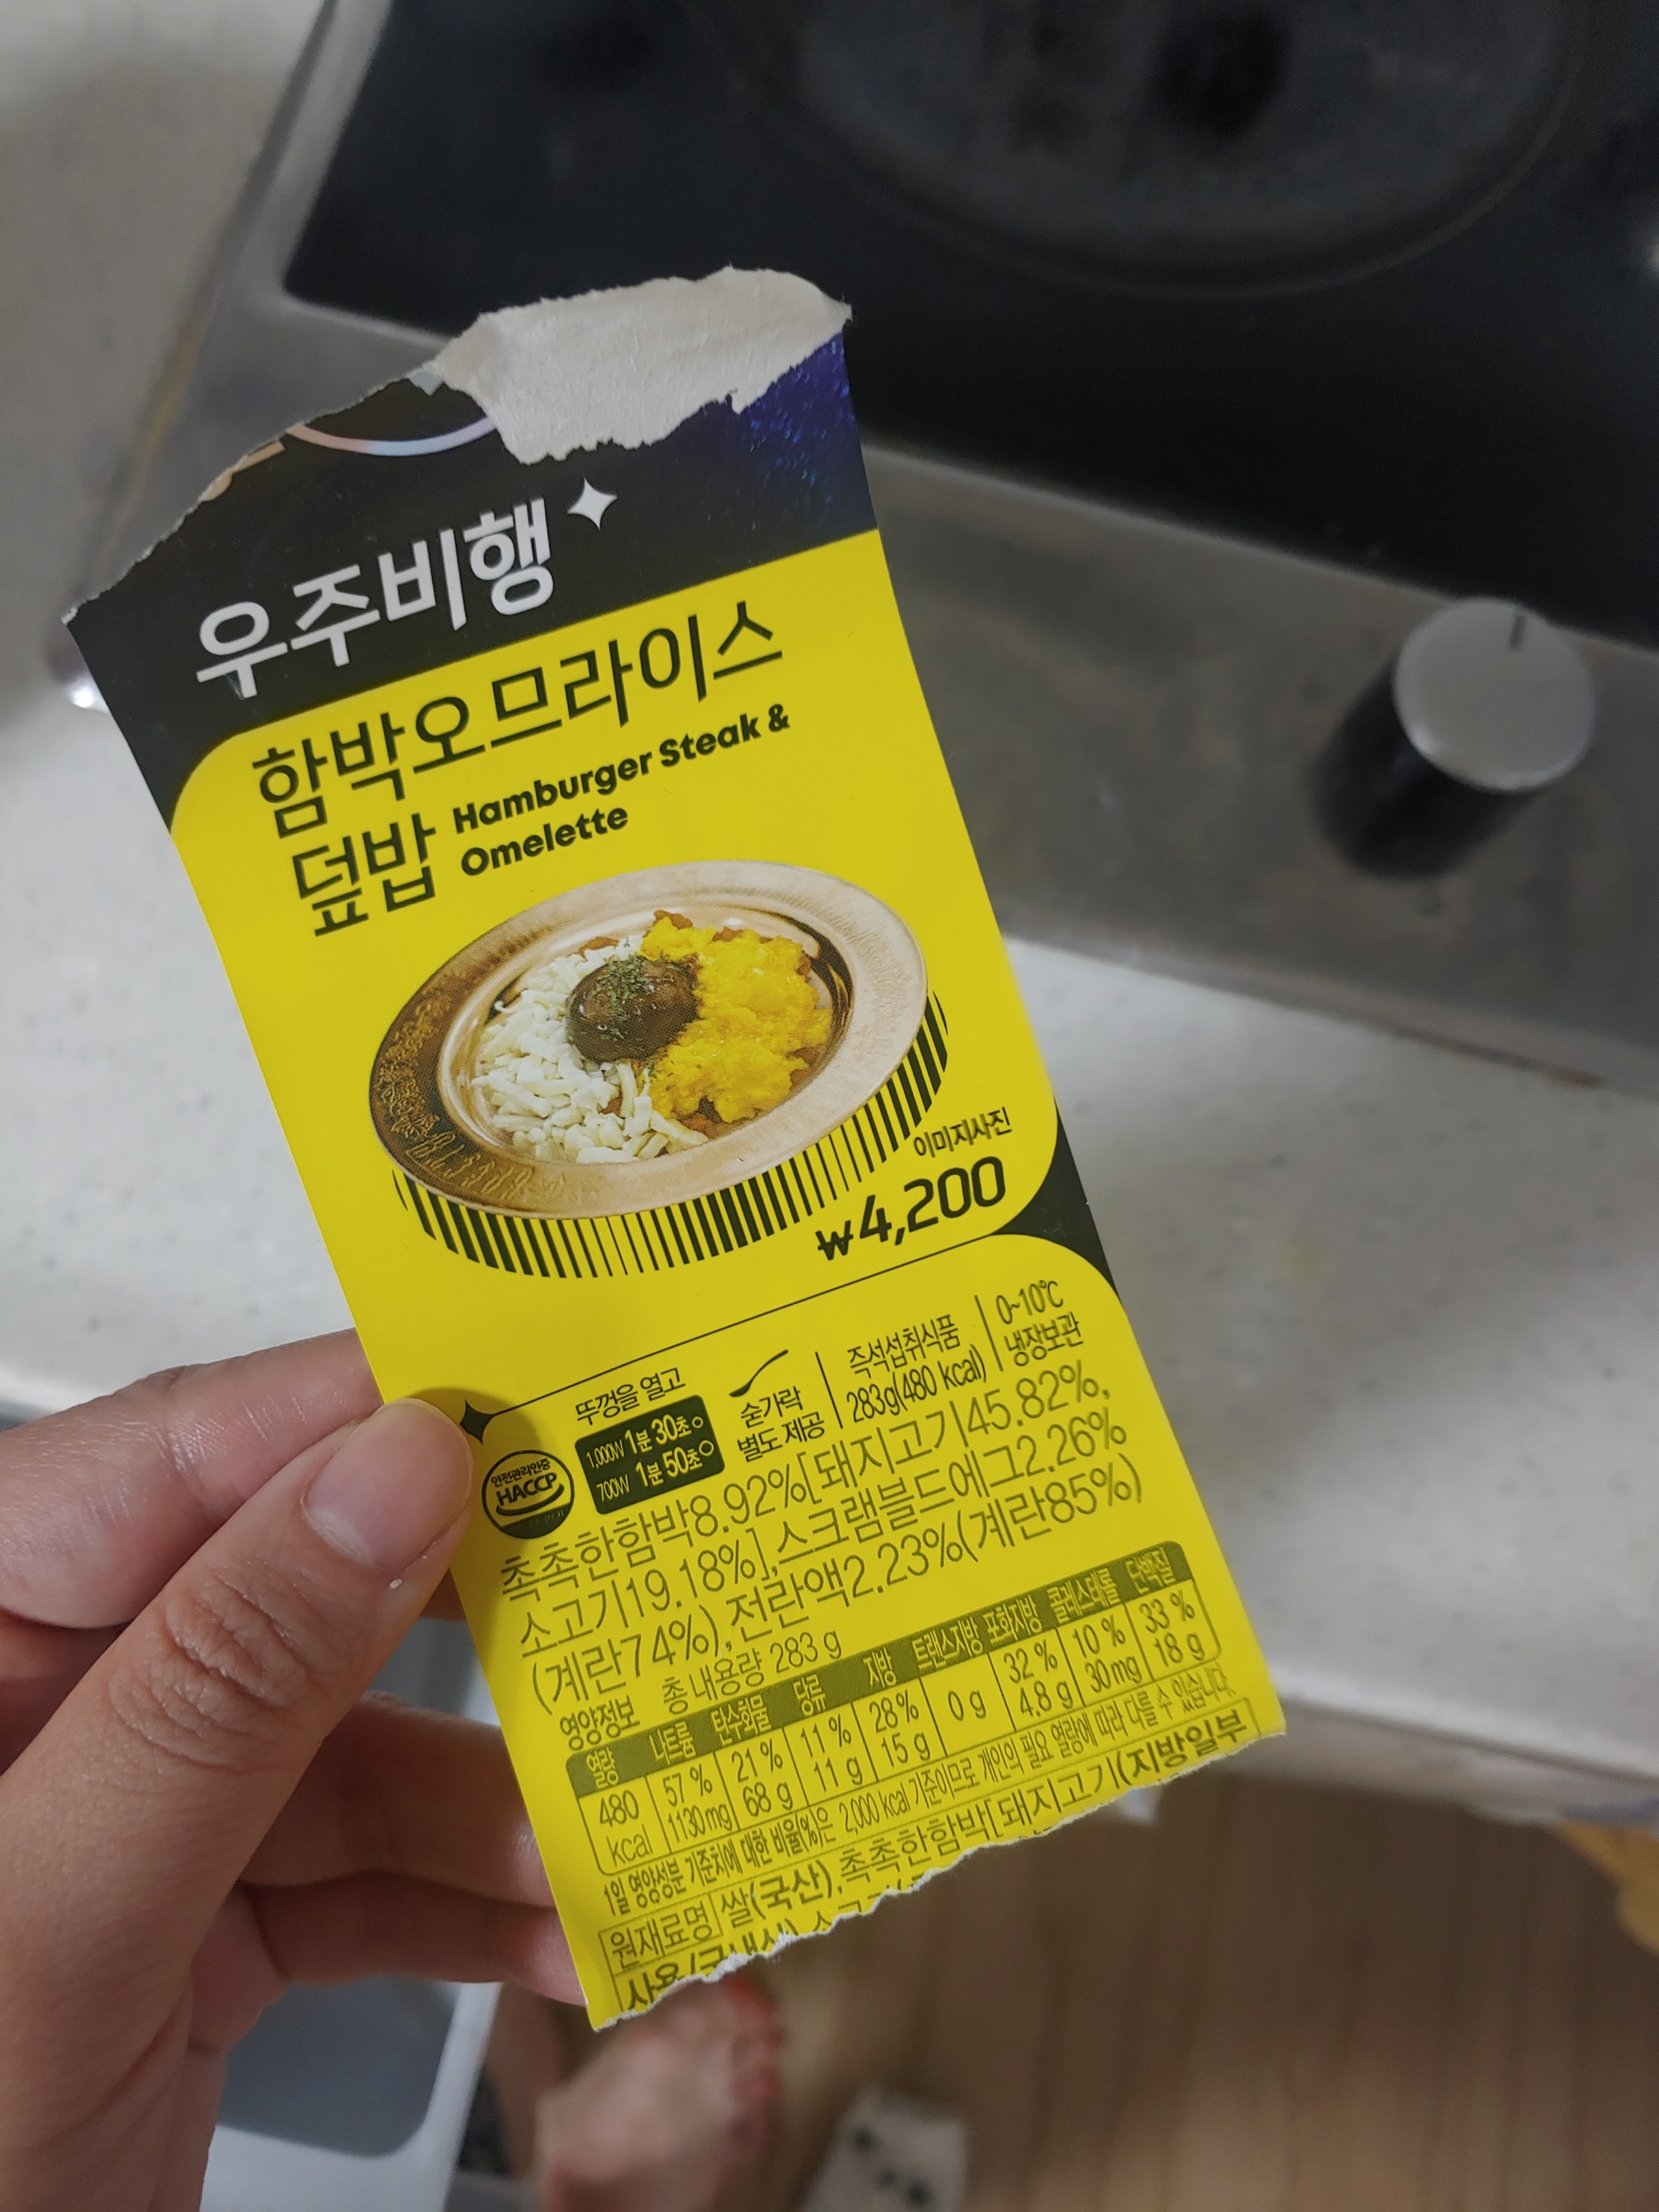 우주비행
함박오므라이스
덮밥 Hamburger Steak &
Omelette
이미지사진
₩4,200
뚜껑을 열고
1,000W 1분 30초
700W 1분 50초
숟가락
별도 제공
즉석섭취식품
283g(480 kcal)
0~10℃
냉장보관
안전관리인증
HACCP
촉촉한함박8.92%[돼지고기45.82%,
소고기19.18%],스크램블드에그2.26%
(계란74%),전란액2.23%(계란85%)
영양정보 총 내용량 283 g
열량 나트륨 탄수화물 당류 지방 트랜스지방 포화지방 콜레스테롤 단백질
480 57 % 21 % 11 % 28 % 0 g 32 % 10 % 33 %
kcal 1130 mg 68 g 11 g 15 g 4.8 g 30 mg 18 g
1일 영양성분 기준치에 대한 비율(%)은 2,000 kcal 기준이므로 개인의 필요 열량에 따라 다를 수 있습니다.
원재료명 쌀(국산),촉촉한함박[돼지고기(지방일부